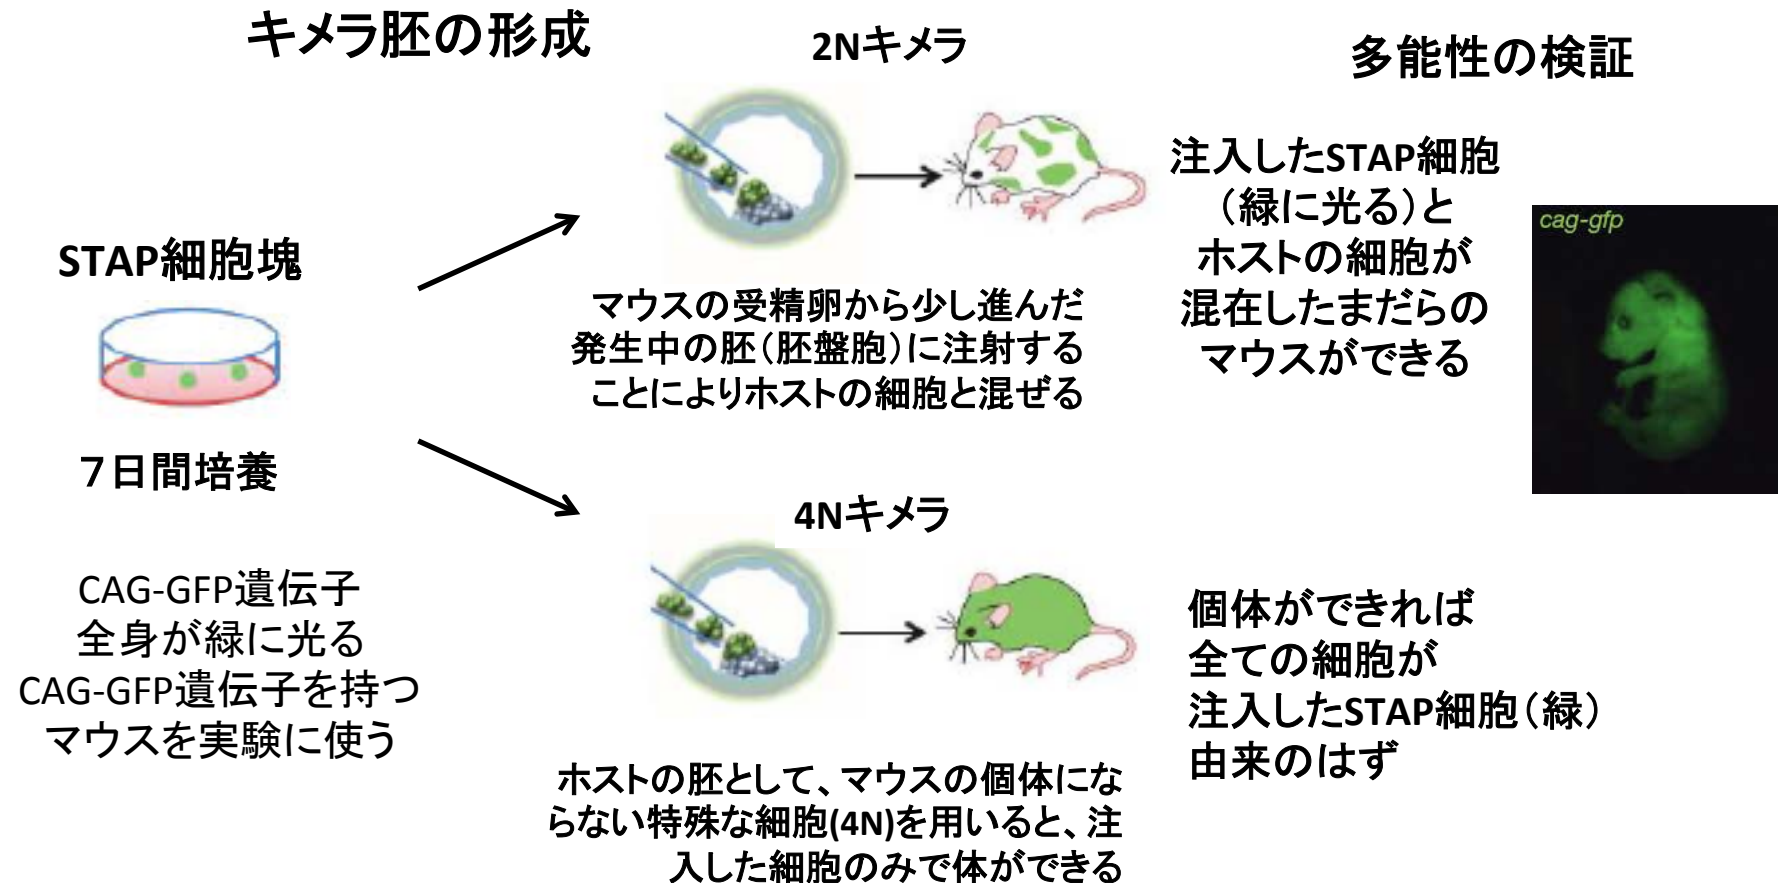 キメラ胚の形成
STAP細胞塊
７日間培養
CAG-GFP遺伝子
全身が緑に光る
CAG-GFP遺伝子を持つ
マウスを実験に使う
2Nキメラ
マウスの受精卵から少し進んだ
発生中の胚（胚盤胞）に注射する
ことによりホストの細胞と混ぜる
4Nキメラ
ホストの胚として、マウスの個体にな
らない特殊な細胞(4N)を用いると、注
入した細胞のみで体ができる
多能性の検証
注入したSTAP細胞
（緑に光る）と
ホストの細胞が
混在したまだらの
マウスができる
cag-gfp
個体ができれば
全ての細胞が
注入したSTAP細胞（緑）
由来のはず